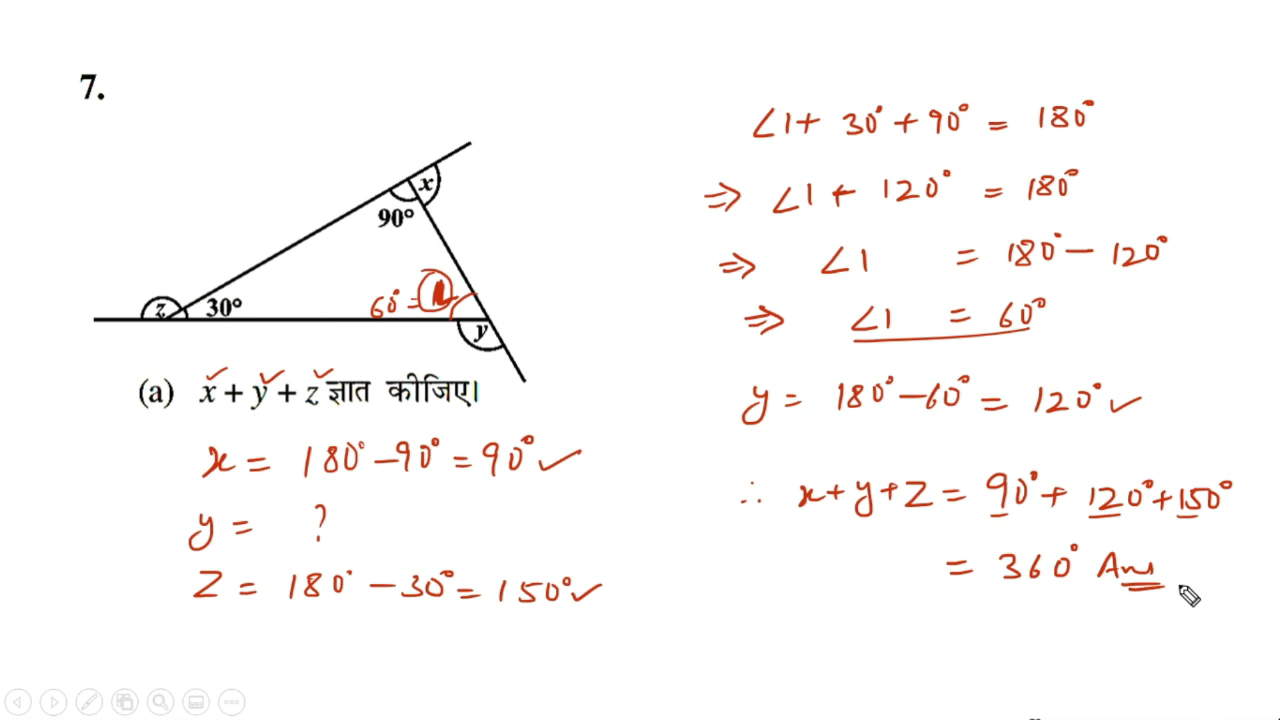 7.
x
90°
z
30°
60° = 1
y
(a) x + y + z ज्ञात कीजिए।
x = 180° - 90° = 90° ✓
y = ?
Z = 180° - 30° = 150° ✓
∠1 + 30° + 90° = 180°
⇒ ∠1 + 120° = 180°
⇒ ∠1 = 180° - 120°
⇒ ∠1 = 60°
y = 180° - 60° = 120° ✓
∴ x + y + Z = 90° + 120° + 150°
= 360° Ans